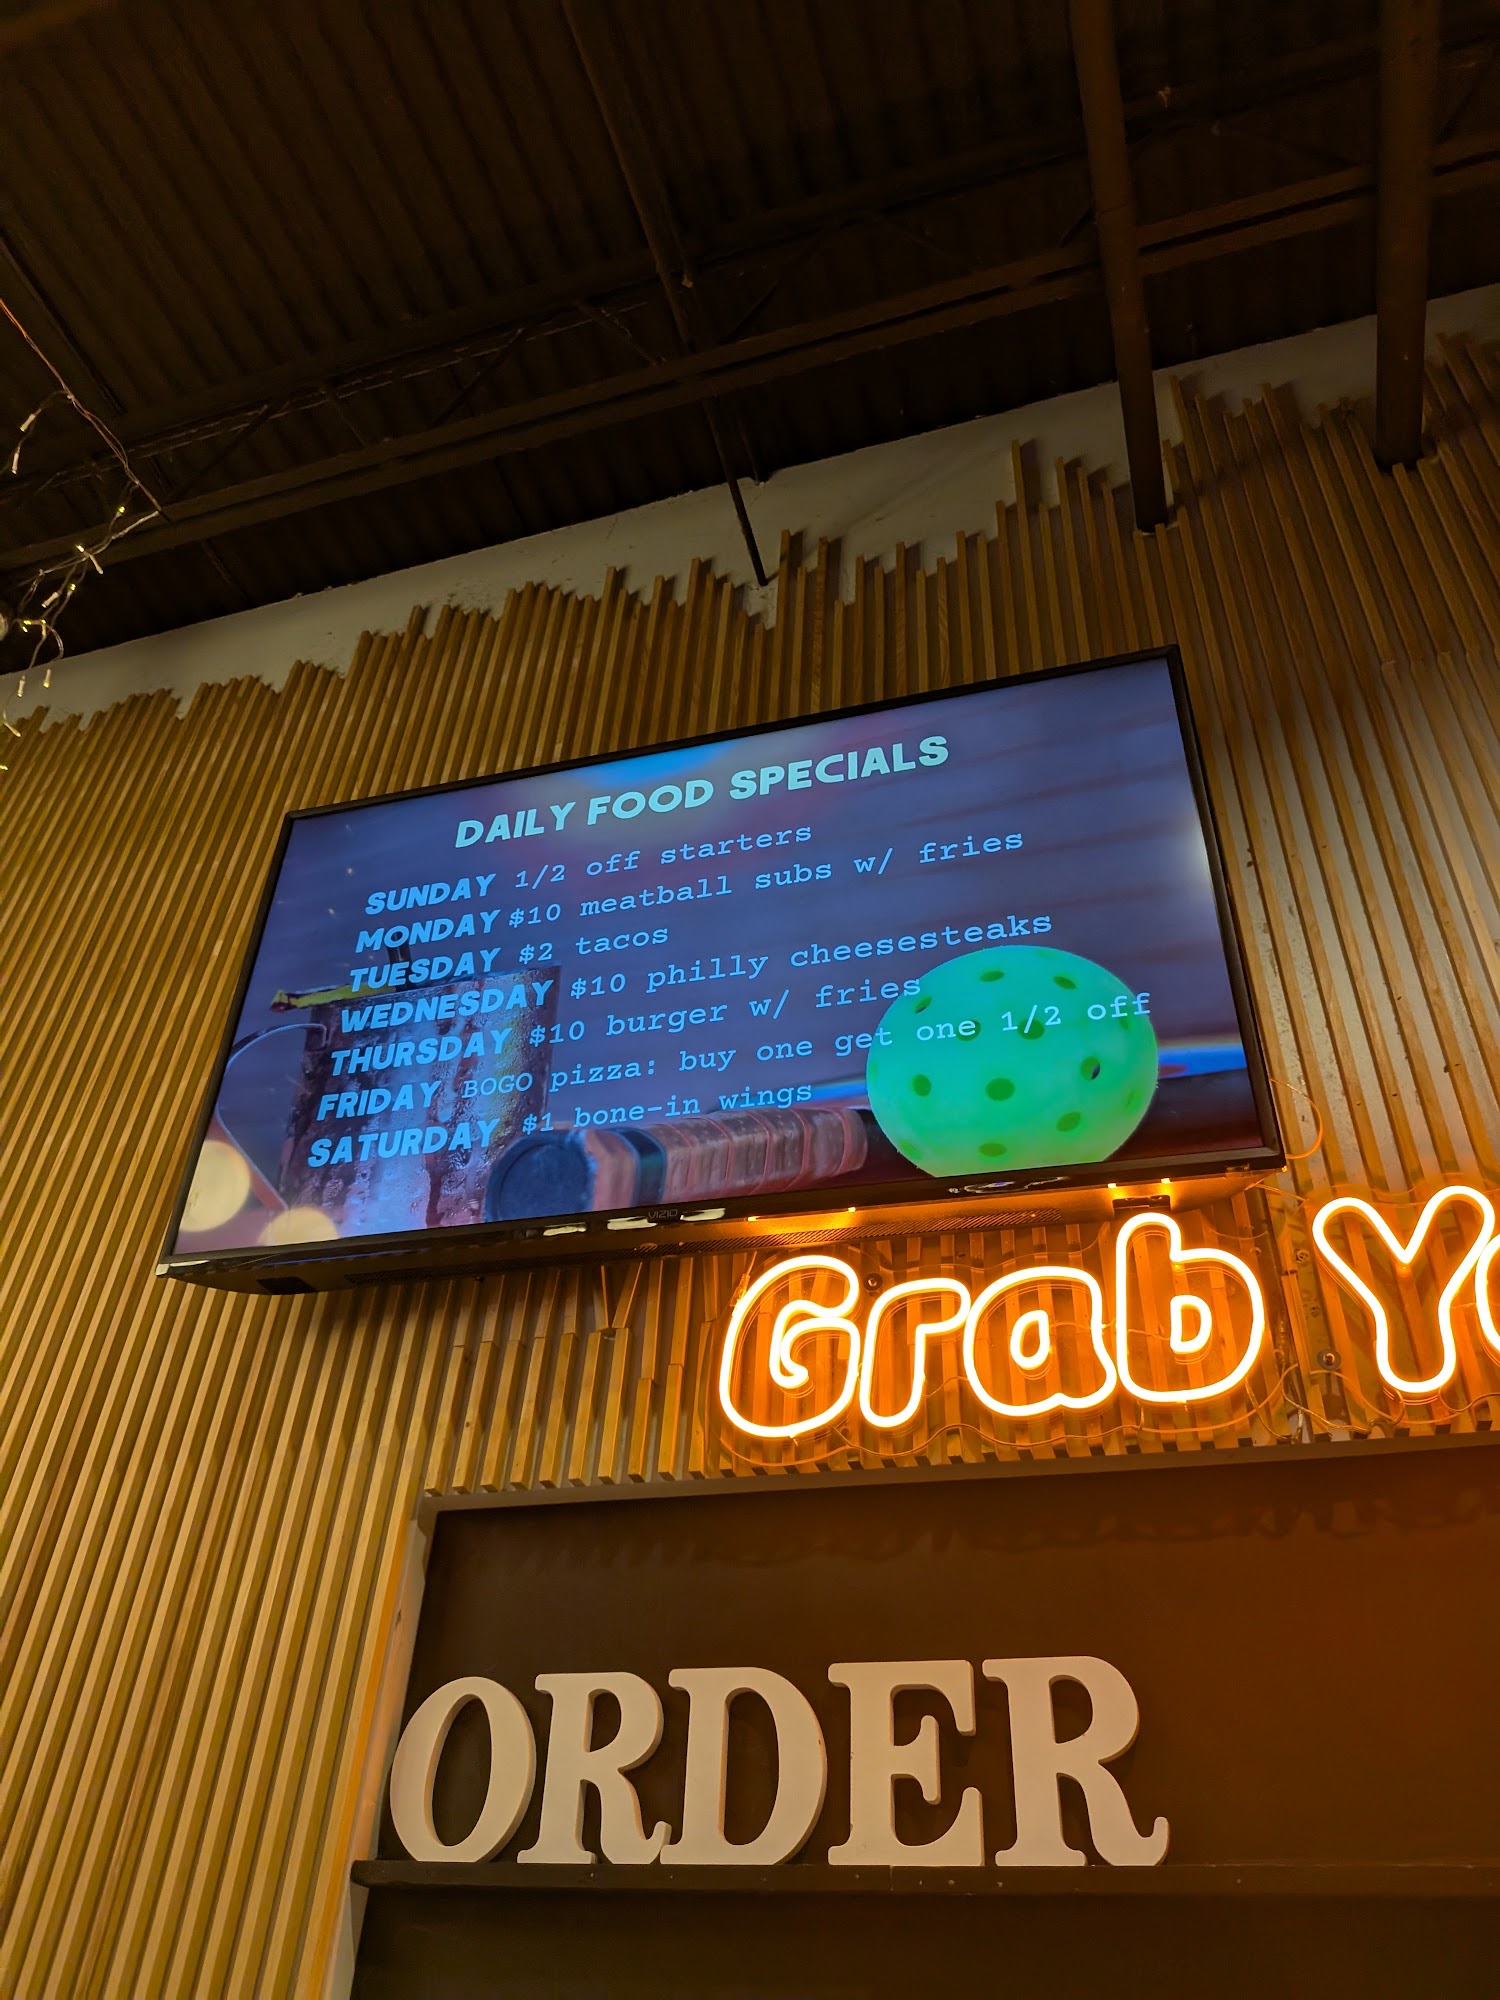 DAILY FOOD SPECIALS
SUNDAY 1/2 off starters
MONDAY $10 meatball subs w/ fries
TUESDAY $2 tacos
WEDNESDAY $10 philly cheesesteaks
THURSDAY $10 burger w/ fries
FRIDAY BOGO pizza: buy one get one 1/2 off
SATURDAY $1 bone-in wings
VIZIO
Grab Yo
ORDER